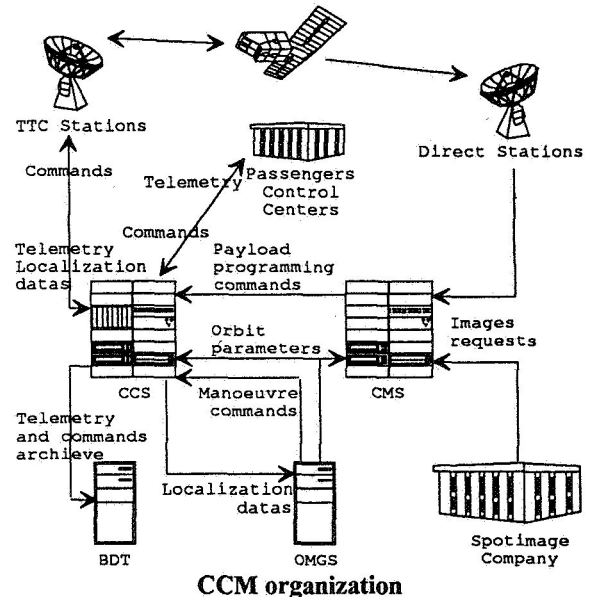 TTC Stations
Direct Stations
Commands
Telemetry
Passengers
Control
Centers
Commands
Telemetry
Localization
datas
Payload
programming
commands
Images
requests
Orbit
parameters
CCS
CMS
Manoeuvre
commands
Telemetry
and commands
archieve
Localization
datas
BDT
OMGS
Spotimage
Company
CCM organization